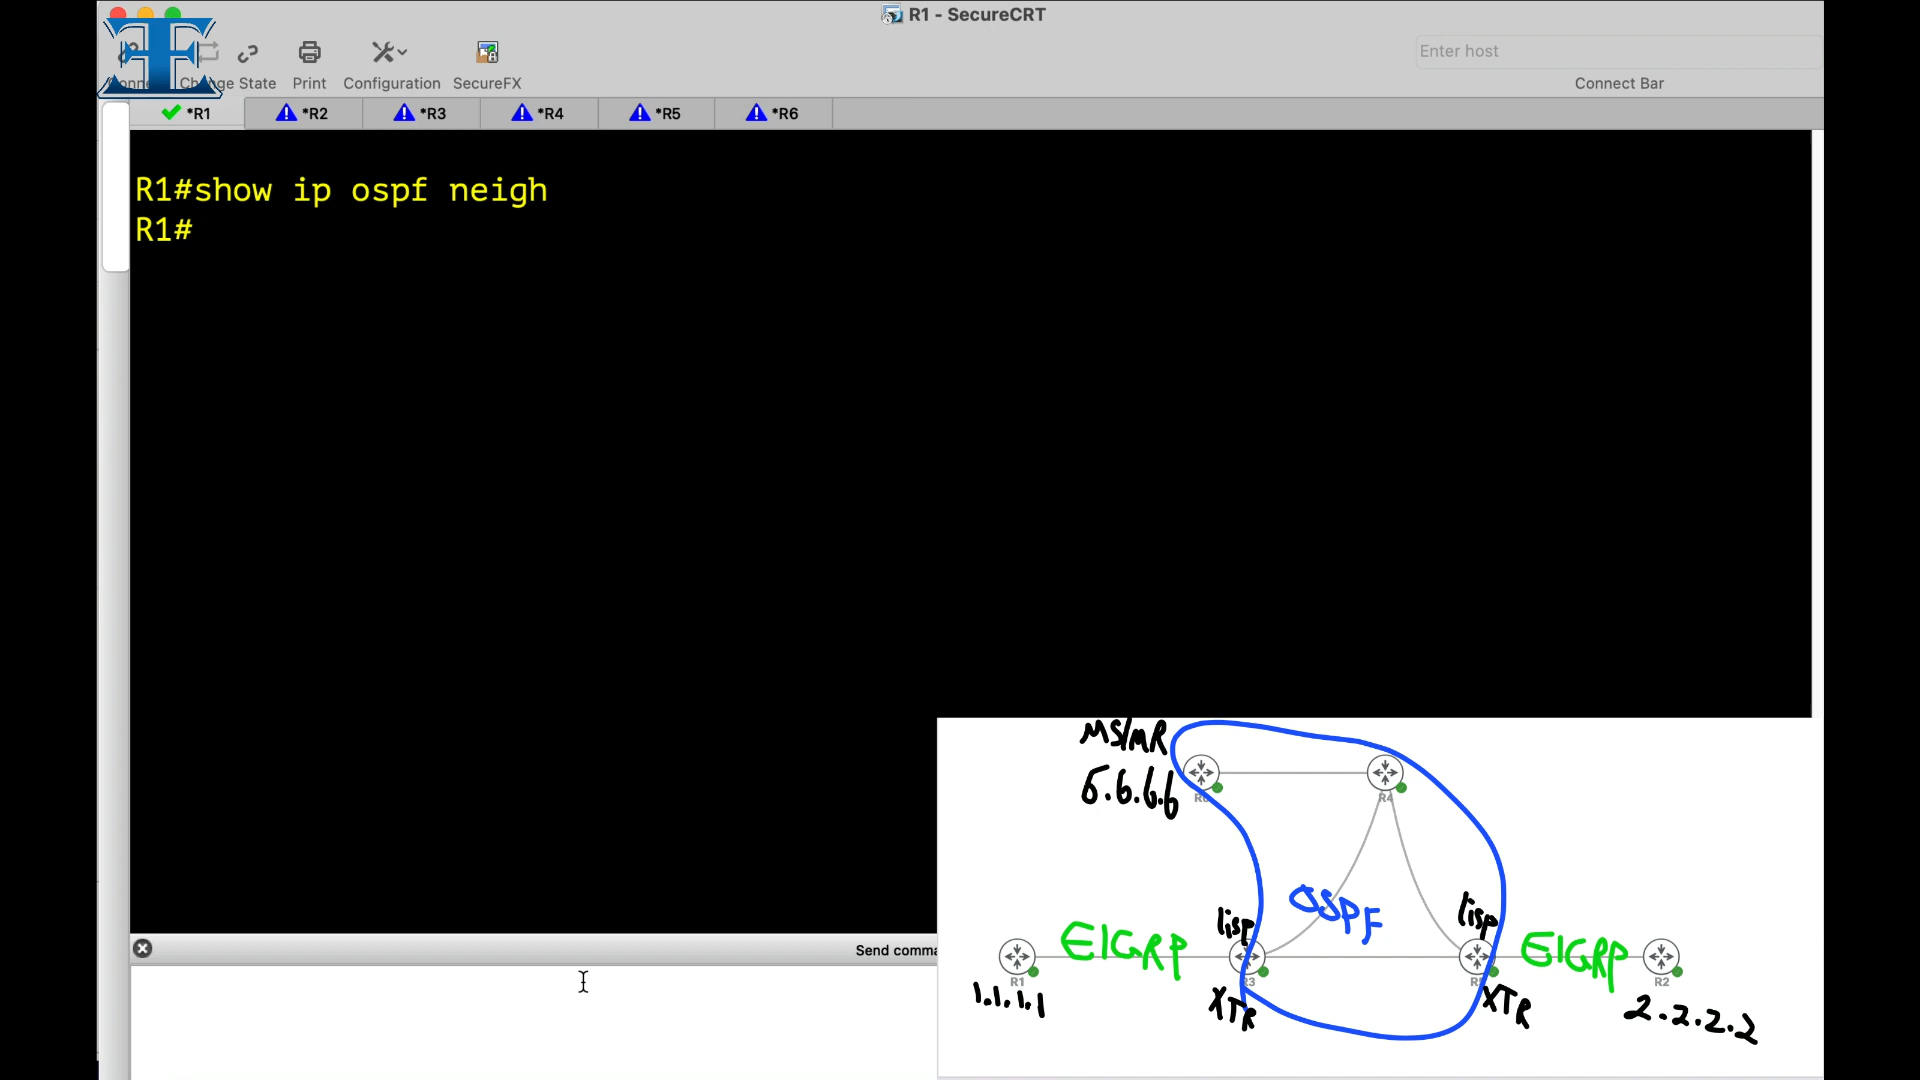 R1 - SecureCRT
Enter host
Change State Print Configuration SecureFX
Connect Bar
*R1 *R2 *R3 *R4 *R5 *R6
R1#show ip ospf neigh
R1#
Send comma
MS/MR
6.6.6.6
R4
OSPF
lisp
lisp
EIGRP
EIGRP
R1
R3
R2
1.1.1.1
XTR
XTR
2.2.2.2